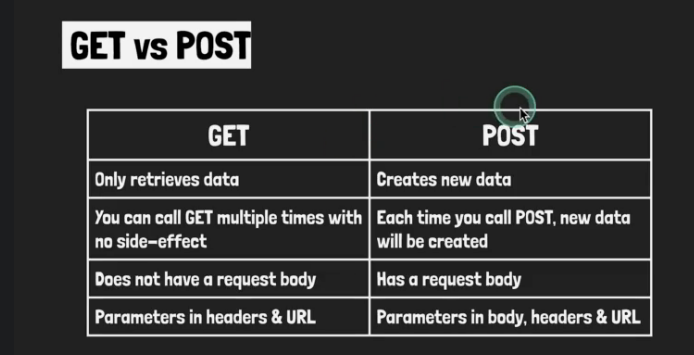 GET vs POST
GET
POST
Only retrieves data
Creates new data
You can call GET multiple times with
no side-effect
Each time you call POST, new data
will be created
Does not have a request body
Has a request body
Parameters in headers & URL
Parameters in body, headers & URL